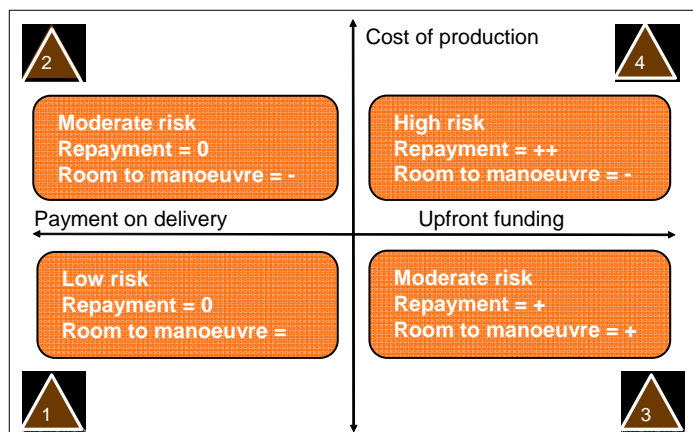 Cost of production
2
4
Moderate risk
Repayment = 0
Room to manoeuvre = -
High risk
Repayment = ++
Room to manoeuvre = -
Payment on delivery
Upfront funding
Low risk
Repayment = 0
Room to manoeuvre =
Moderate risk
Repayment = +
Room to manoeuvre = +
1
3